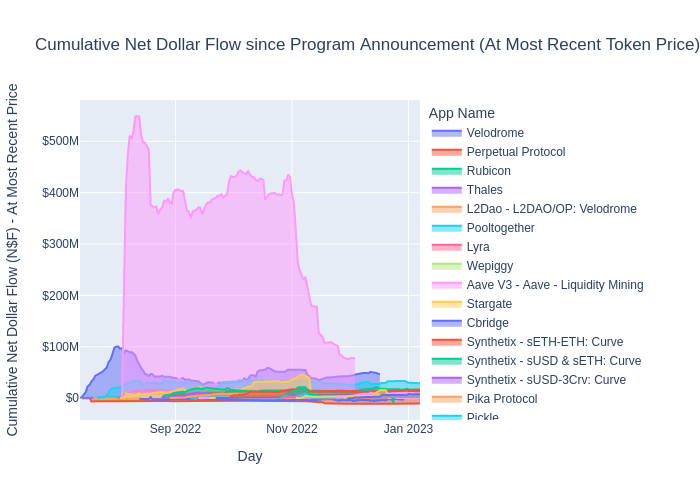 Cumulative Net Dollar Flow since Program Announcement (At Most Recent Token Price)
Cumulative Net Dollar Flow (N$F) - At Most Recent Price
$500M
$400M
$300M
$200M
$100M
$0
Sep 2022
Nov 2022
Jan 2023
Day
App Name
Velodrome
Perpetual Protocol
Rubicon
Thales
L2Dao - L2DAO/OP: Velodrome
Pooltogether
Lyra
Wepiggy
Aave V3 - Aave - Liquidity Mining
Stargate
Cbridge
Synthetix - sETH-ETH: Curve
Synthetix - sUSD & sETH: Curve
Synthetix - sUSD-3Crv: Curve
Pika Protocol
Pickle